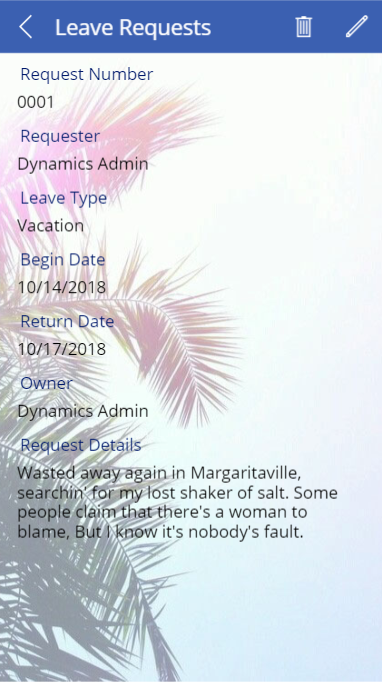 Leave Requests
Request Number
0001
Requester
Dynamics Admin
Leave Type
Vacation
Begin Date
10/14/2018
Return Date
10/17/2018
Owner
Dynamics Admin
Request Details
Wasted away again in Margaritaville,
searchin' for my lost shaker of salt. Some
people claim that there's a woman to
blame, But I know it's nobody's fault.